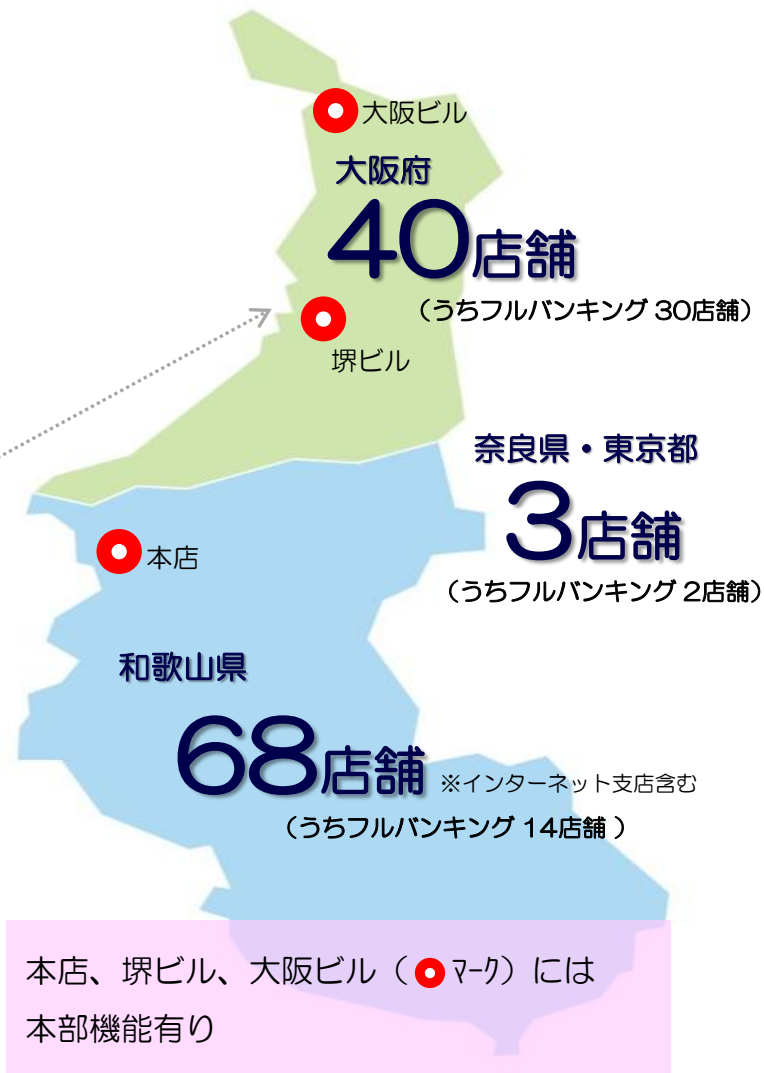 大阪ビル
大阪府
40店舗
（うちフルバンキング 30店舗）
堺ビル
奈良県・東京都
3店舗
（うちフルバンキング 2店舗）
本店
和歌山県
68店舗 ※インターネット支店含む
（うちフルバンキング 14店舗 ）
本店、堺ビル、大阪ビル（ ﾏｰｸ）には
本部機能有り